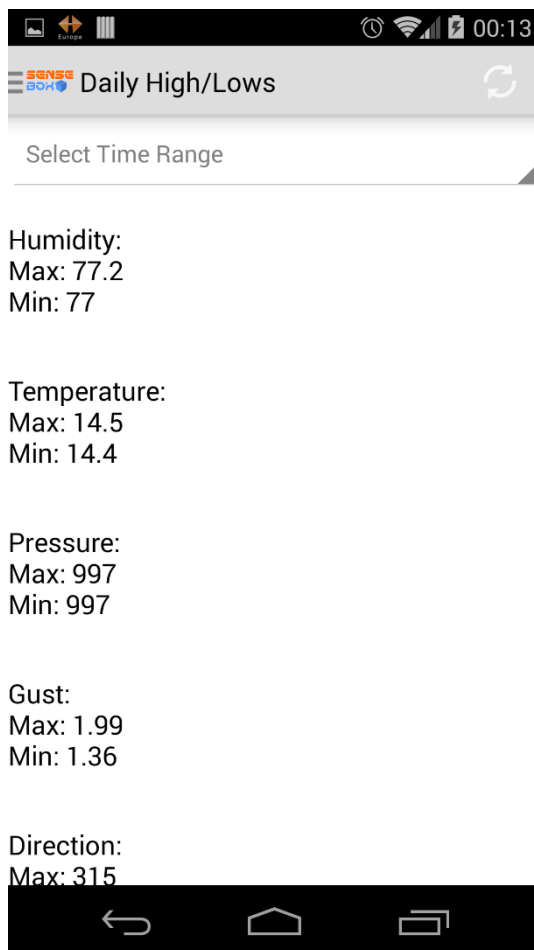 Europe
00:13
SENSE
BOX
Daily High/Lows
Select Time Range
Humidity:
Max: 77.2
Min: 77
Temperature:
Max: 14.5
Min: 14.4
Pressure:
Max: 997
Min: 997
Gust:
Max: 1.99
Min: 1.36
Direction:
Max: 315